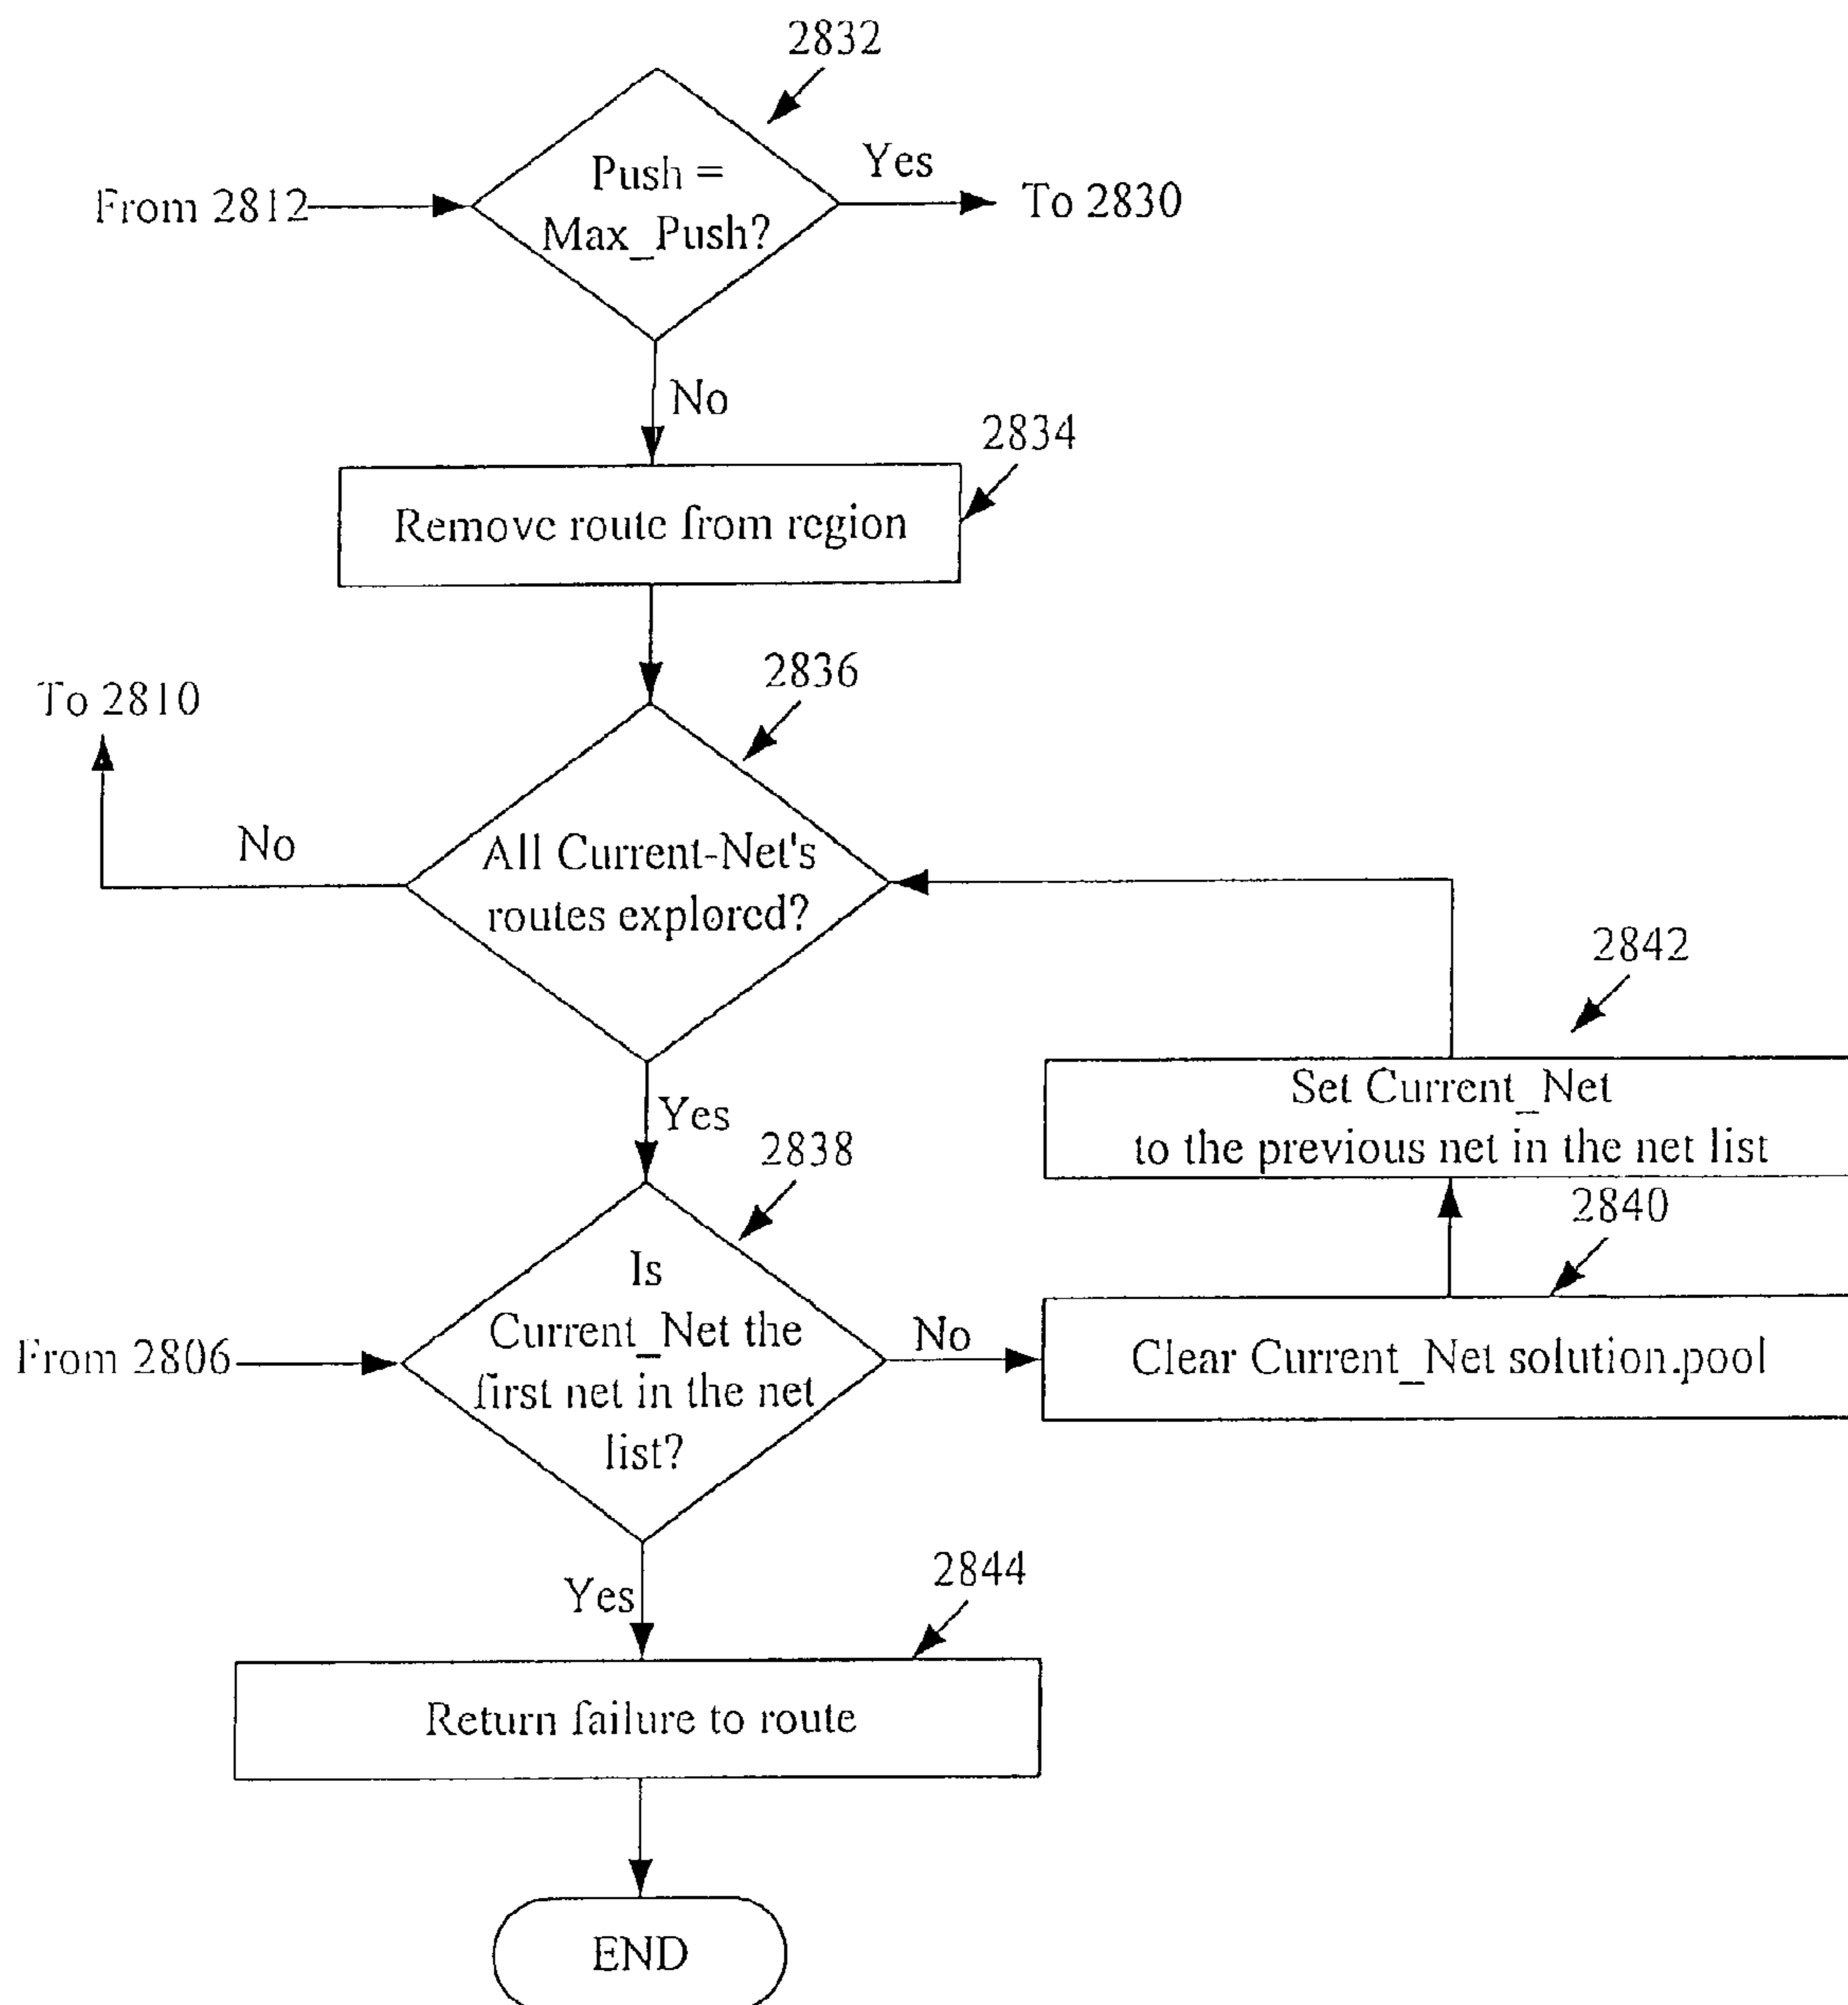 2832
Push =
Max_Push?
Yes
From 2812
To 2830
No
2834
Remove route from region
2836
To 2810
No
All Current-Net's
routes explored?
2842
Set Current_Net
to the previous net in the net list
Yes
2838
2840
Is
Current_Net the
first net in the net
list?
From 2806
No
Clear Current_Net solution.pool
Yes
2844
Return failure to route
END